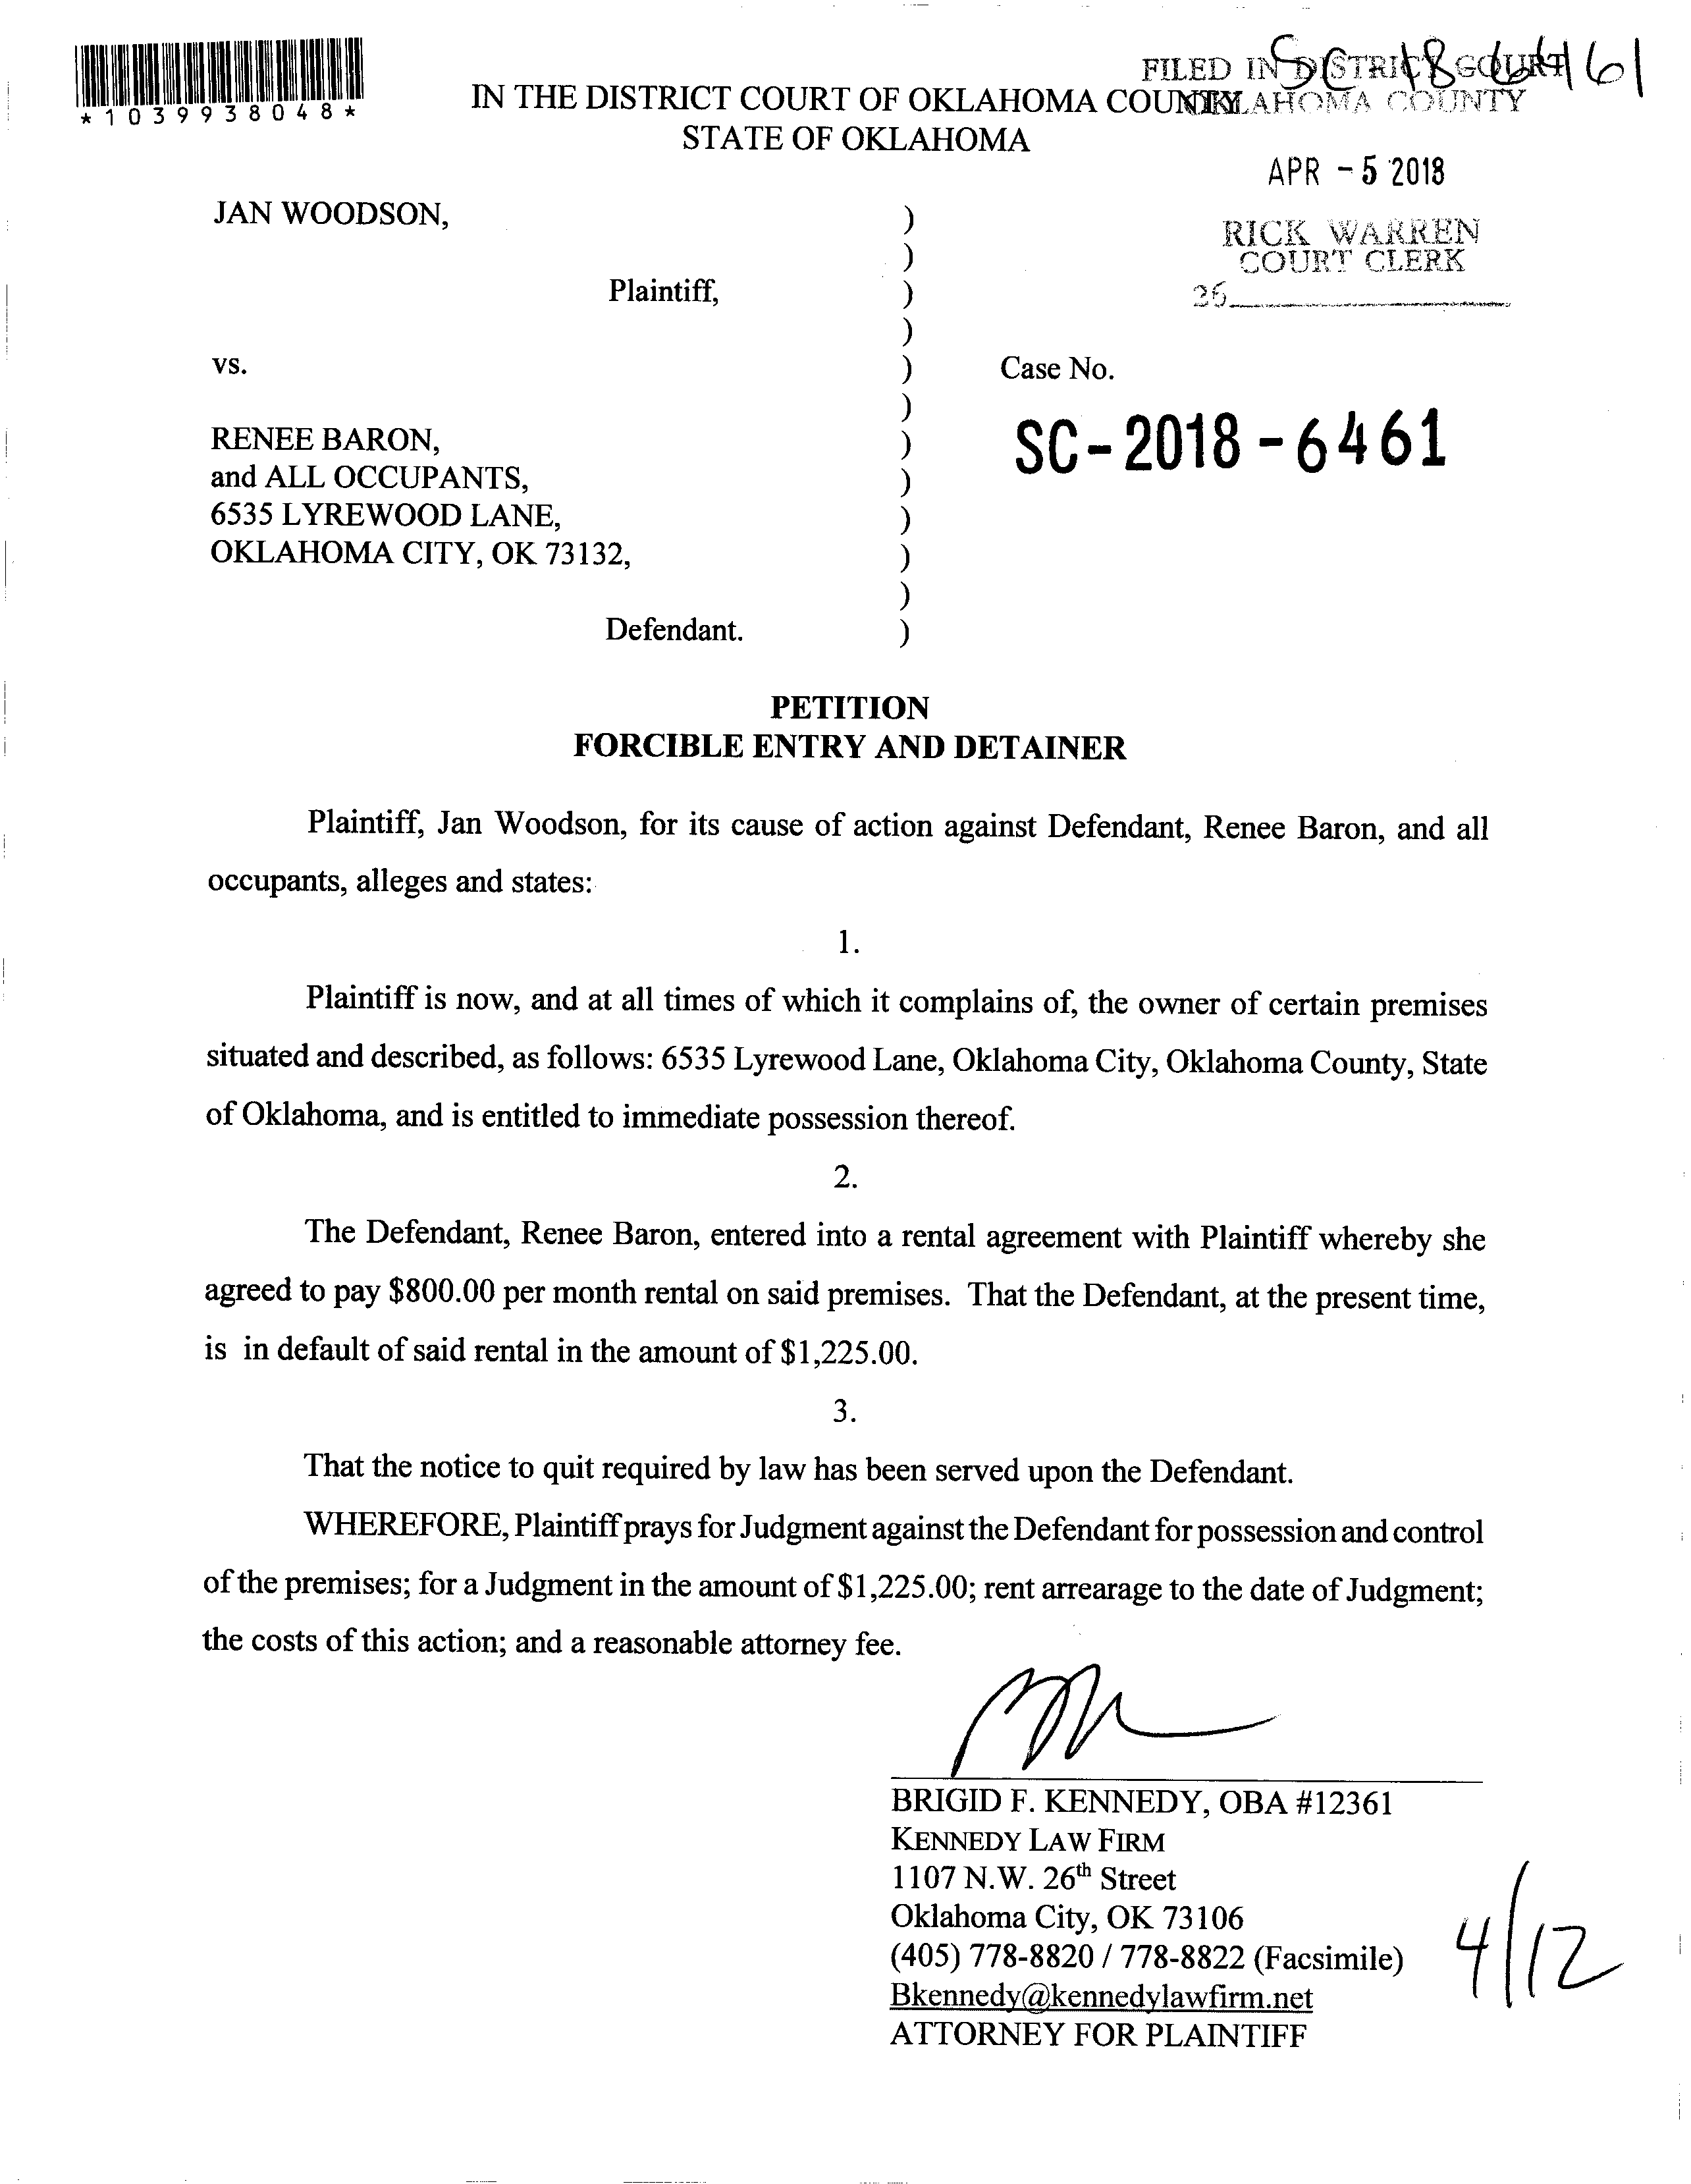 *1039938048*
SC 18 6461
FILED IN DISTRICT COURT
OKLAHOMA COUNTY
IN THE DISTRICT COURT OF OKLAHOMA COUNTY
STATE OF OKLAHOMA
APR - 5 2018
RICK WARREN
COURT CLERK
JAN WOODSON, )
)
Plaintiff, )
)
vs. ) Case No.
)
SC-2018-6461
RENEE BARON, )
and ALL OCCUPANTS, )
6535 LYREWOOD LANE, )
OKLAHOMA CITY, OK 73132, )
)
Defendant. )
PETITION
FORCIBLE ENTRY AND DETAINER
Plaintiff, Jan Woodson, for its cause of action against Defendant, Renee Baron, and all
occupants, alleges and states:
1.
Plaintiff is now, and at all times of which it complains of, the owner of certain premises
situated and described, as follows: 6535 Lyrewood Lane, Oklahoma City, Oklahoma County, State
of Oklahoma, and is entitled to immediate possession thereof.
2.
The Defendant, Renee Baron, entered into a rental agreement with Plaintiff whereby she
agreed to pay $800.00 per month rental on said premises. That the Defendant, at the present time,
is in default of said rental in the amount of $1,225.00.
3.
That the notice to quit required by law has been served upon the Defendant.
WHEREFORE, Plaintiff prays for Judgment against the Defendant for possession and control
of the premises; for a Judgment in the amount of $1,225.00; rent arrearage to the date of Judgment;
the costs of this action; and a reasonable attorney fee.
BRIGID F. KENNEDY, OBA #12361
KENNEDY LAW FIRM
1107 N.W. 26th Street
Oklahoma City, OK 73106
(405) 778-8820 / 778-8822 (Facsimile)
Bkennedy@kennedylawfirm.net
ATTORNEY FOR PLAINTIFF
4/12